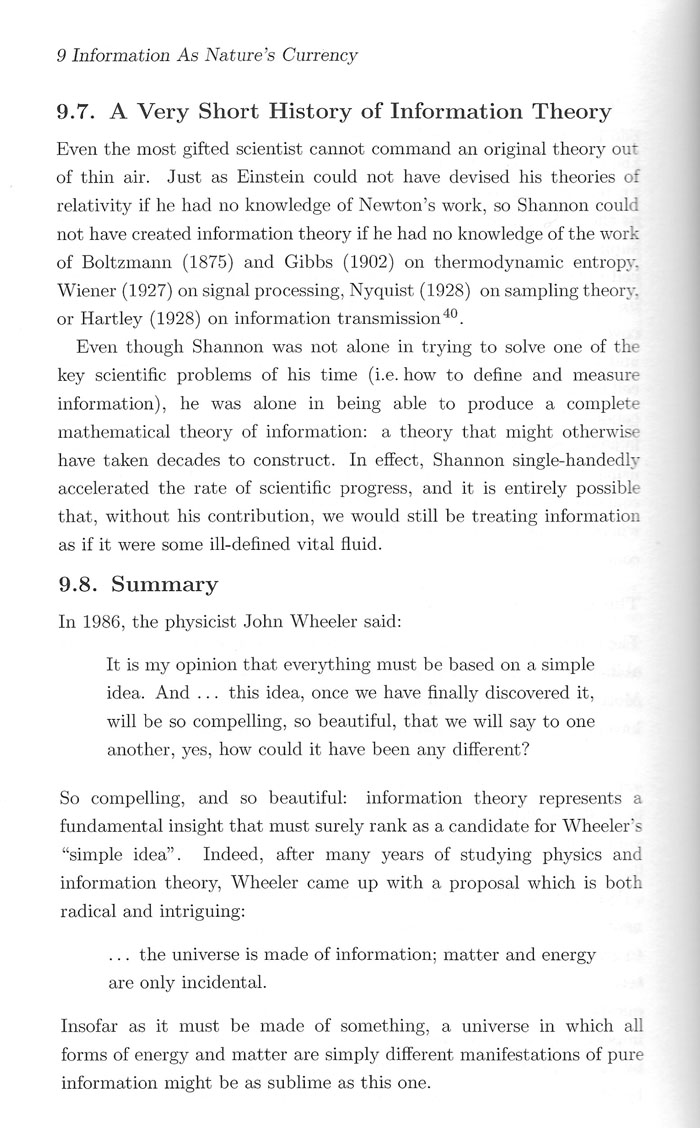 9 Information As Nature's Currency
9.7. A Very Short History of Information Theory
Even the most gifted scientist cannot command an original theory out
of thin air. Just as Einstein could not have devised his theories of
relativity if he had no knowledge of Newton's work, so Shannon could
not have created information theory if he had no knowledge of the work
of Boltzmann (1875) and Gibbs (1902) on thermodynamic entropy,
Wiener (1927) on signal processing, Nyquist (1928) on sampling theory,
or Hartley (1928) on information transmission⁴⁰.
Even though Shannon was not alone in trying to solve one of the
key scientific problems of his time (i.e. how to define and measure
information), he was alone in being able to produce a complete
mathematical theory of information: a theory that might otherwise
have taken decades to construct. In effect, Shannon single-handedly
accelerated the rate of scientific progress, and it is entirely possible
that, without his contribution, we would still be treating information
as if it were some ill-defined vital fluid.
9.8. Summary
In 1986, the physicist John Wheeler said:
It is my opinion that everything must be based on a simple
idea. And ... this idea, once we have finally discovered it,
will be so compelling, so beautiful, that we will say to one
another, yes, how could it have been any different?
So compelling, and so beautiful: information theory represents a
fundamental insight that must surely rank as a candidate for Wheeler's
“simple idea”. Indeed, after many years of studying physics and
information theory, Wheeler came up with a proposal which is both
radical and intriguing:
... the universe is made of information; matter and energy
are only incidental.
Insofar as it must be made of something, a universe in which all
forms of energy and matter are simply different manifestations of pure
information might be as sublime as this one.